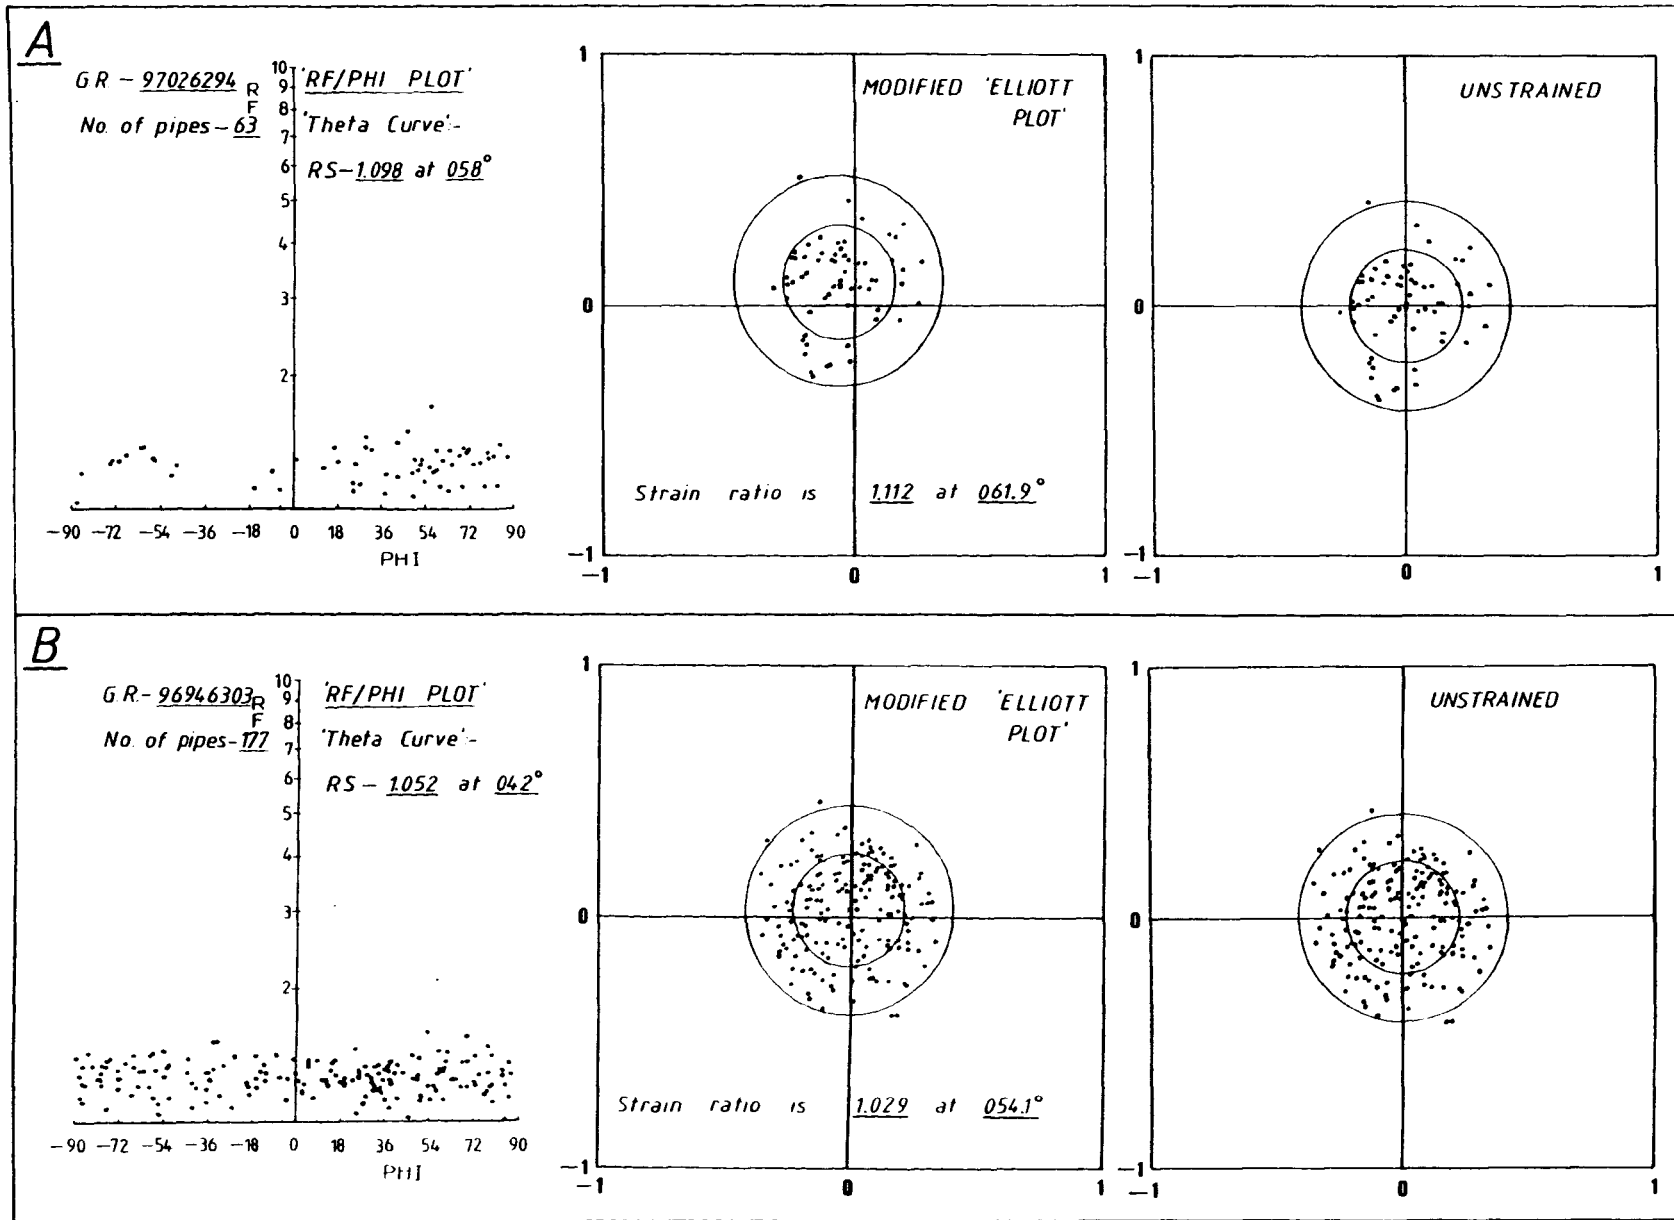 A
G.R. – 97026294
No. of pipes – 63
RF
10
9
8
7
6
5
4
3
2
'RF/PHI PLOT'
'Theta Curve':-
RS–1.098 at 058°
–90 –72 –54 –36 –18 0 18 36 54 72 90
PHI
MODIFIED 'ELLIOTT
PLOT'
1
0
–1
–1 0 1
Strain ratio is 1.112 at 061.9°
UNSTRAINED
1
0
–1
–1 0 1
B
G.R.- 96946303
No. of pipes-177
RF
10
9
8
7
6
5
4
3
2
'RF/PHI PLOT'
'Theta Curve':-
RS – 1.052 at 042°
–90 –72 –54 –36 –18 0 18 36 54 72 90
PHI
MODIFIED 'ELLIOTT
PLOT'
1
0
–1
–1 0 1
Strain ratio is 1.029 at 054.1°
UNSTRAINED
1
0
–1
–1 0 1